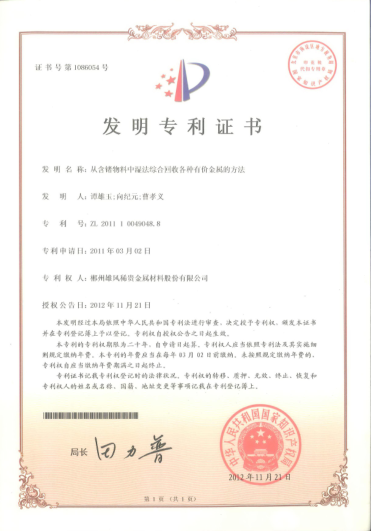 证书号第1086054号
发明专利证书
发 明 名 称：从含锗物料中湿法综合回收各种有价金属的方法
发 明 人：谭雄玉;向纪元;曹孝义
专 利 号：ZL 2011 1 0049048.8
专利申请日：2011年03月02日
专 利 权 人：郴州雄风稀贵金属材料股份有限公司
授权公告日：2012年11月21日
本发明经过本局依照中华人民共和国专利法进行审查，决定授予专利权，颁发本证书
并在专利登记簿上予以登记。专利权自授权公告之日起生效。
本专利的专利权期限为二十年，自申请日起算。专利权人应当依照专利法及其实施细
则规定缴纳年费。本专利的年费应当在每年03月02日前缴纳。未按照规定缴纳年费的，
专利权自应当缴纳年费期满之日起终止。
专利证书记载专利权登记时的法律状况。专利权的转移、质押、无效、终止、恢复和
专利权人的姓名或名称、国籍、地址变更等事项记载在专利登记簿上。
局长 田力普
中华人民共和国国家知识产权局
2012年11月21日
第 1 页（共 1 页）